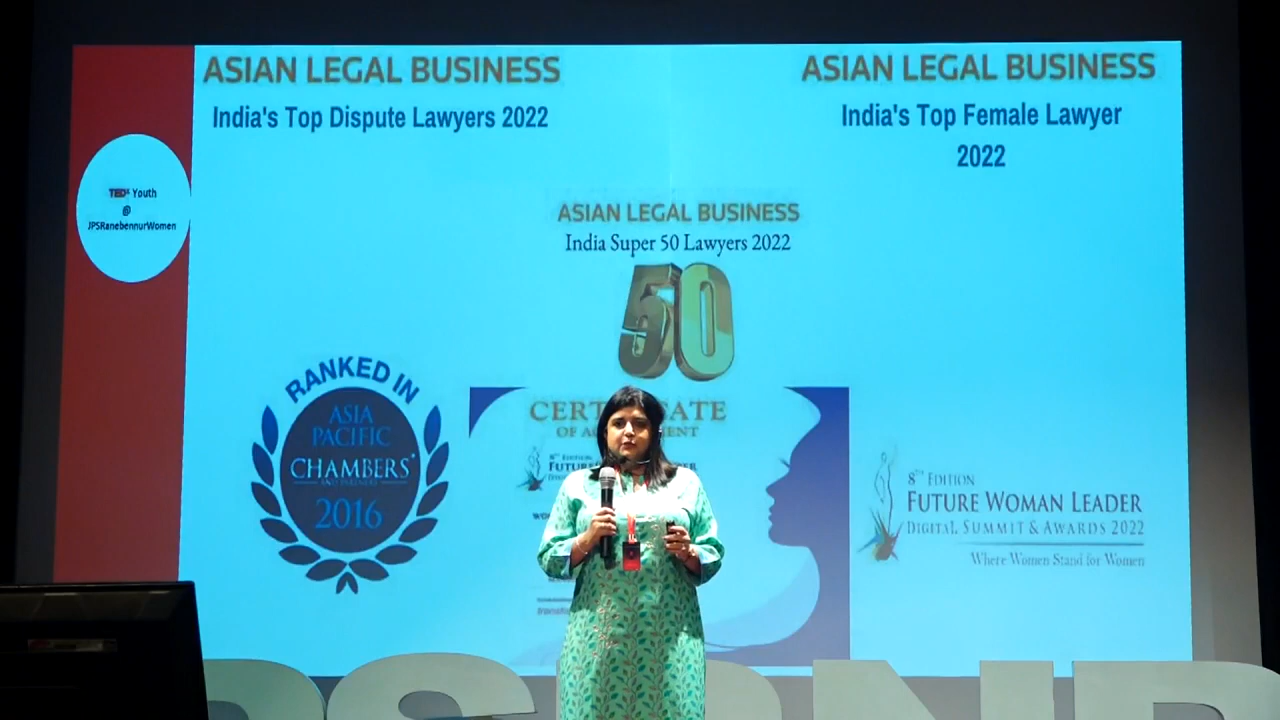 ASIAN LEGAL BUSINESS
India's Top Dispute Lawyers 2022
ASIAN LEGAL BUSINESS
India's Top Female Lawyer
2022
TEDx Youth
@
JPSRanebennurWomen
ASIAN LEGAL BUSINESS
India Super 50 Lawyers 2022
50
RANKED IN
ASIA
PACIFIC
CHAMBERS
AND PARTNERS
2016
8TH EDITION
FUTURE WOMAN LEADER
DIGITAL SUMMIT & AWARDS 2022
Where Women Stand for Women